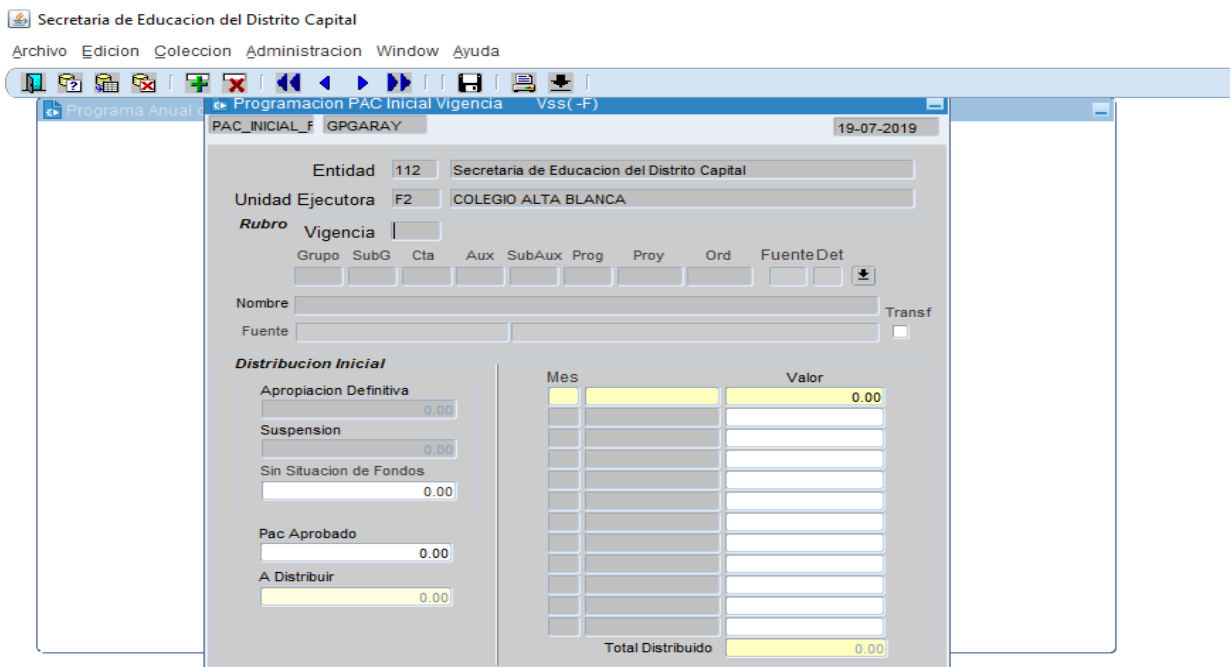 Secretaria de Educacion del Distrito Capital
Archivo Edicion Coleccion Administracion Window Ayuda
Programa Anual
Programacion PAC Inicial Vigencia Vss( -F)
PAC_INICIAL_F GPGARAY 19-07-2019
Entidad 112 Secretaria de Educacion del Distrito Capital
Unidad Ejecutora F2 COLEGIO ALTA BLANCA
Rubro Vigencia
Grupo SubG Cta Aux SubAux Prog Proy Ord Fuente Det
Nombre
Transf
Fuente
Distribucion Inicial
Mes Valor
Apropiacion Definitiva
0.00
0.00
Suspension
0.00
Sin Situacion de Fondos
0.00
Pac Aprobado
0.00
A Distribuir
0.00
Total Distribuido 0.00